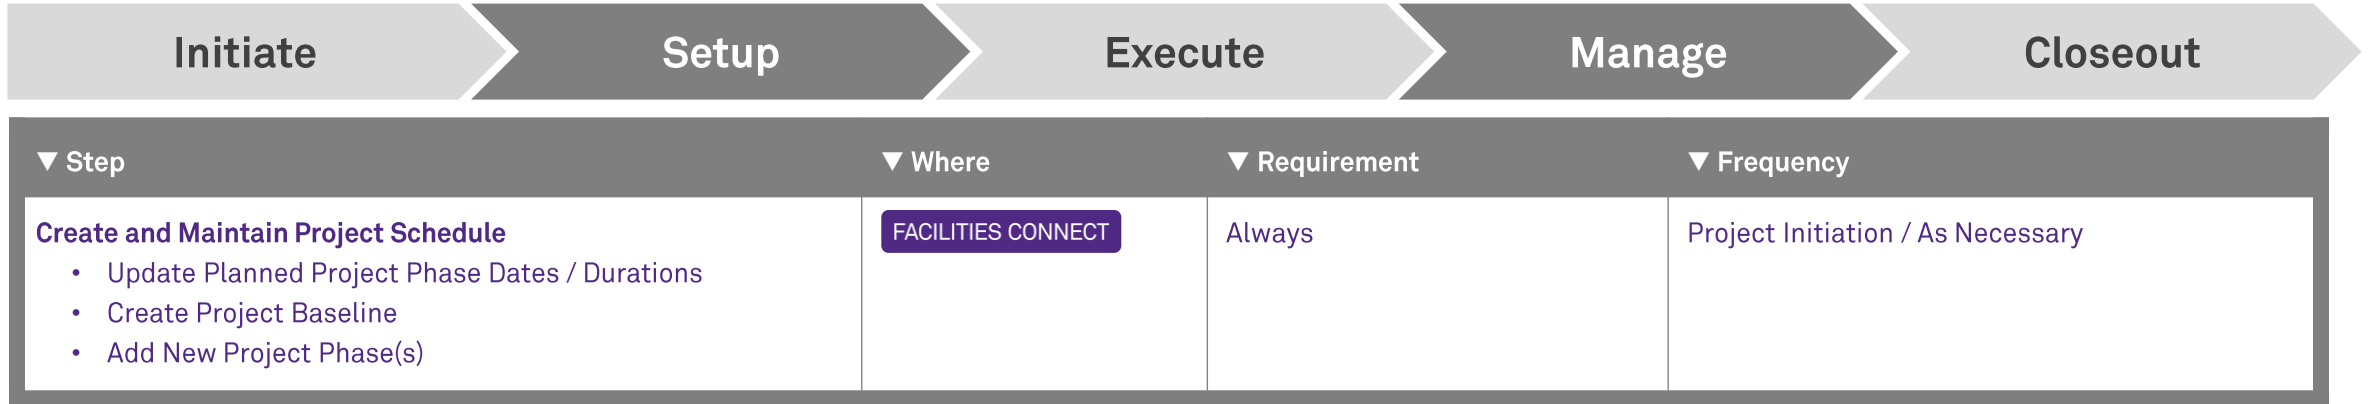 Initiate Setup Execute Manage Closeout
▼ Step ▼ Where ▼ Requirement ▼ Frequency
Create and Maintain Project Schedule FACILITIES CONNECT Always Project Initiation / As Necessary
• Update Planned Project Phase Dates / Durations
• Create Project Baseline
• Add New Project Phase(s)